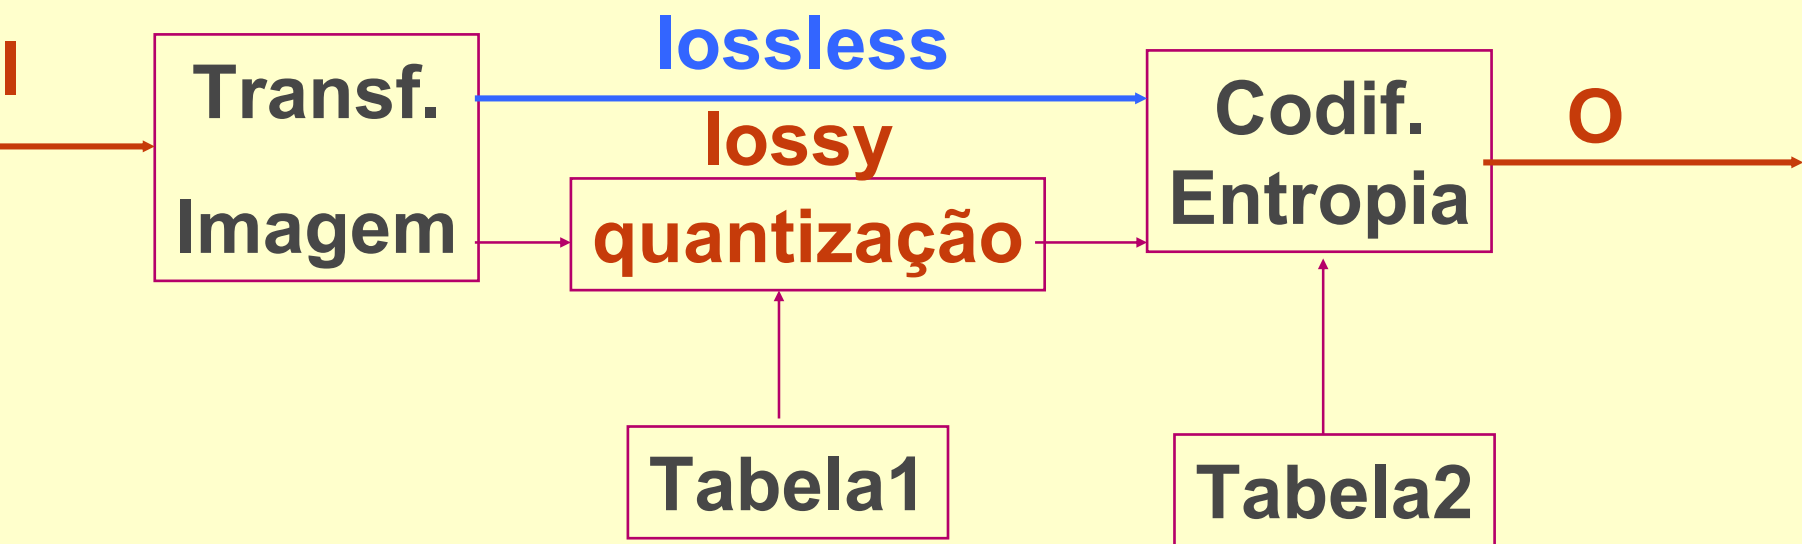 I
Transf.
Imagem
lossless
lossy
quantização
Codif.
Entropia
O
Tabela1
Tabela2